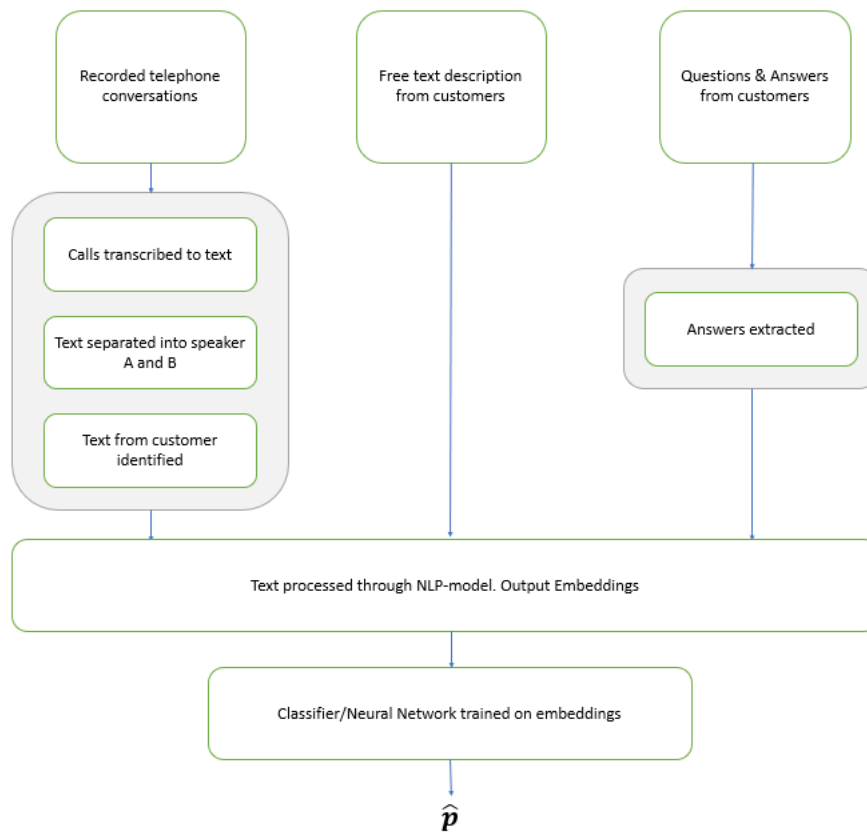 Recorded telephone
conversations
Free text description
from customers
Questions & Answers
from customers
Calls transcribed to text
Text separated into speaker
A and B
Text from customer
identified
Answers extracted
Text processed through NLP-model. Output Embeddings
Classifier/Neural Network trained on embeddings
p̂